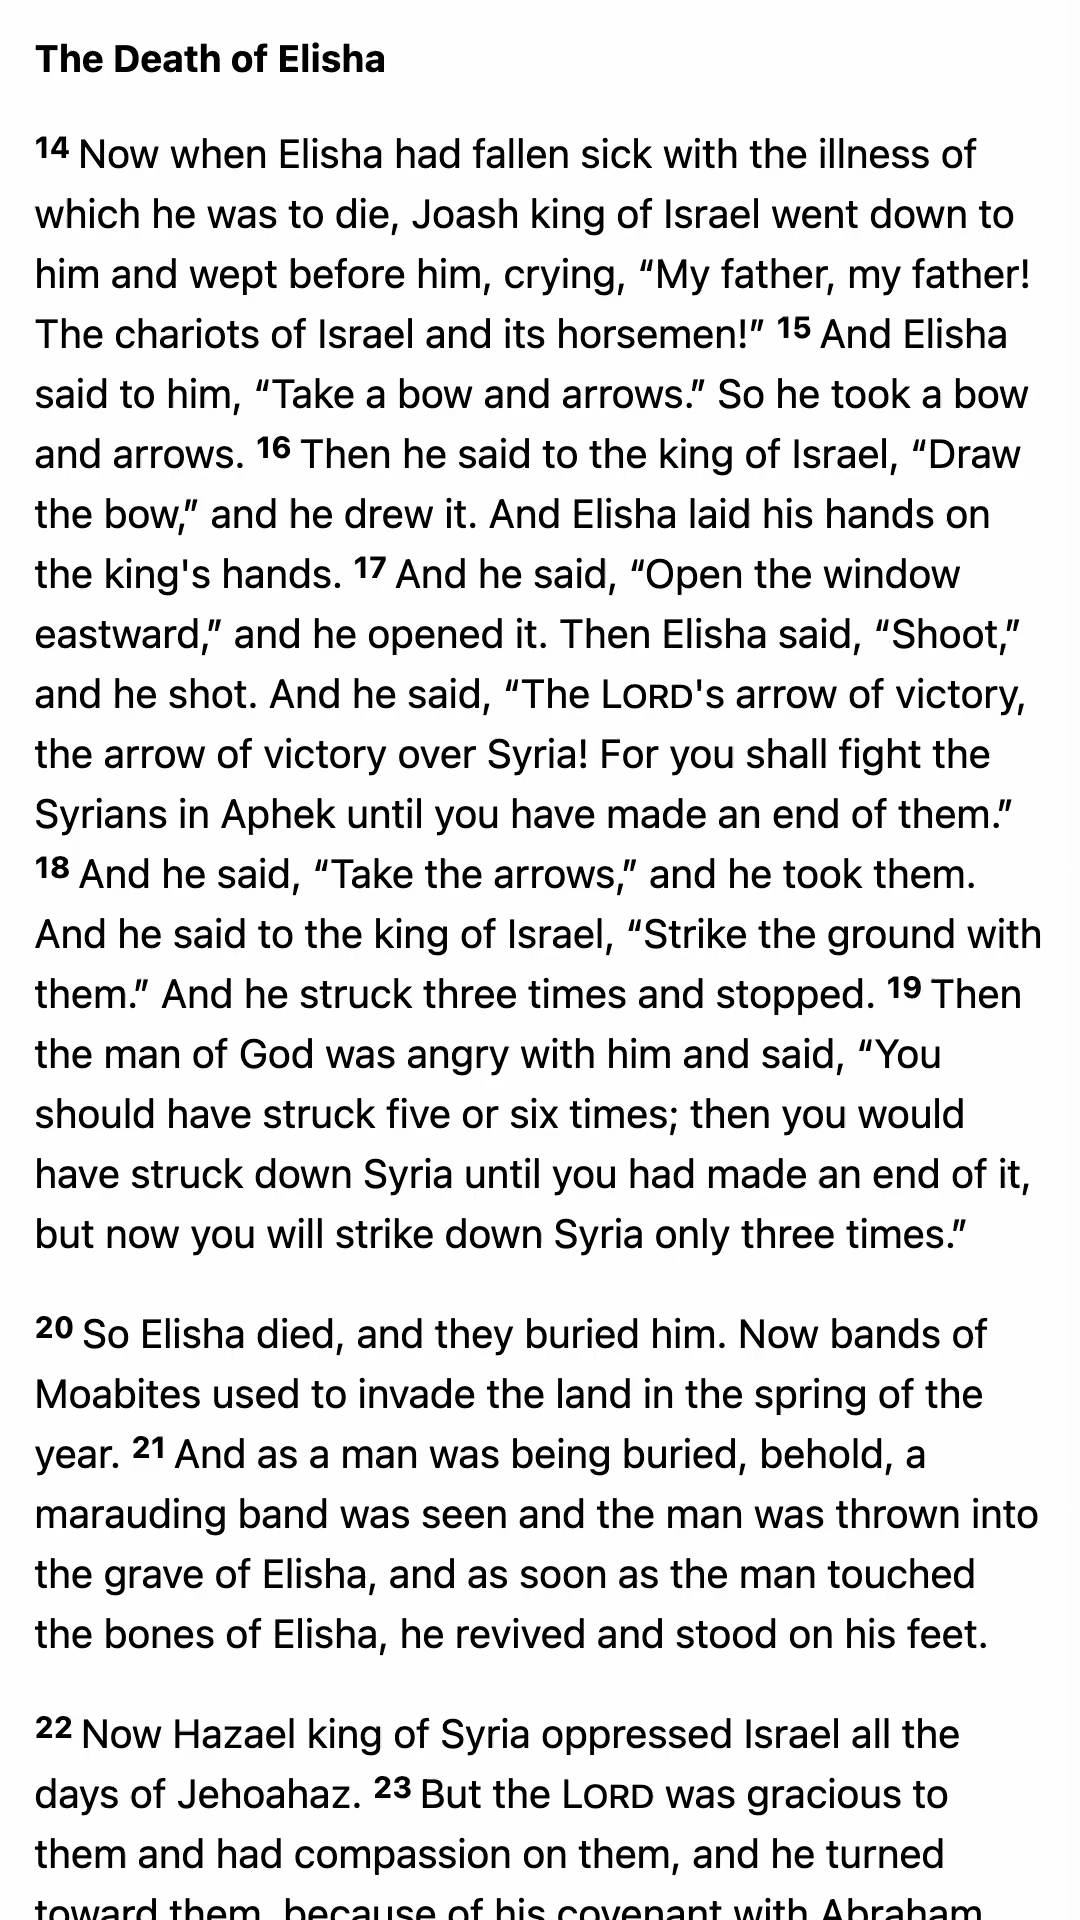 The Death of Elisha
14 Now when Elisha had fallen sick with the illness of
which he was to die, Joash king of Israel went down to
him and wept before him, crying, “My father, my father!
The chariots of Israel and its horsemen!” 15 And Elisha
said to him, “Take a bow and arrows.” So he took a bow
and arrows. 16 Then he said to the king of Israel, “Draw
the bow,” and he drew it. And Elisha laid his hands on
the king's hands. 17 And he said, “Open the window
eastward,” and he opened it. Then Elisha said, “Shoot,”
and he shot. And he said, “The LORD's arrow of victory,
the arrow of victory over Syria! For you shall fight the
Syrians in Aphek until you have made an end of them.”
18 And he said, “Take the arrows,” and he took them.
And he said to the king of Israel, “Strike the ground with
them.” And he struck three times and stopped. 19 Then
the man of God was angry with him and said, “You
should have struck five or six times; then you would
have struck down Syria until you had made an end of it,
but now you will strike down Syria only three times.”
20 So Elisha died, and they buried him. Now bands of
Moabites used to invade the land in the spring of the
year. 21 And as a man was being buried, behold, a
marauding band was seen and the man was thrown into
the grave of Elisha, and as soon as the man touched
the bones of Elisha, he revived and stood on his feet.
22 Now Hazael king of Syria oppressed Israel all the
days of Jehoahaz. 23 But the LORD was gracious to
them and had compassion on them, and he turned
toward them, because of his covenant with Abraham,